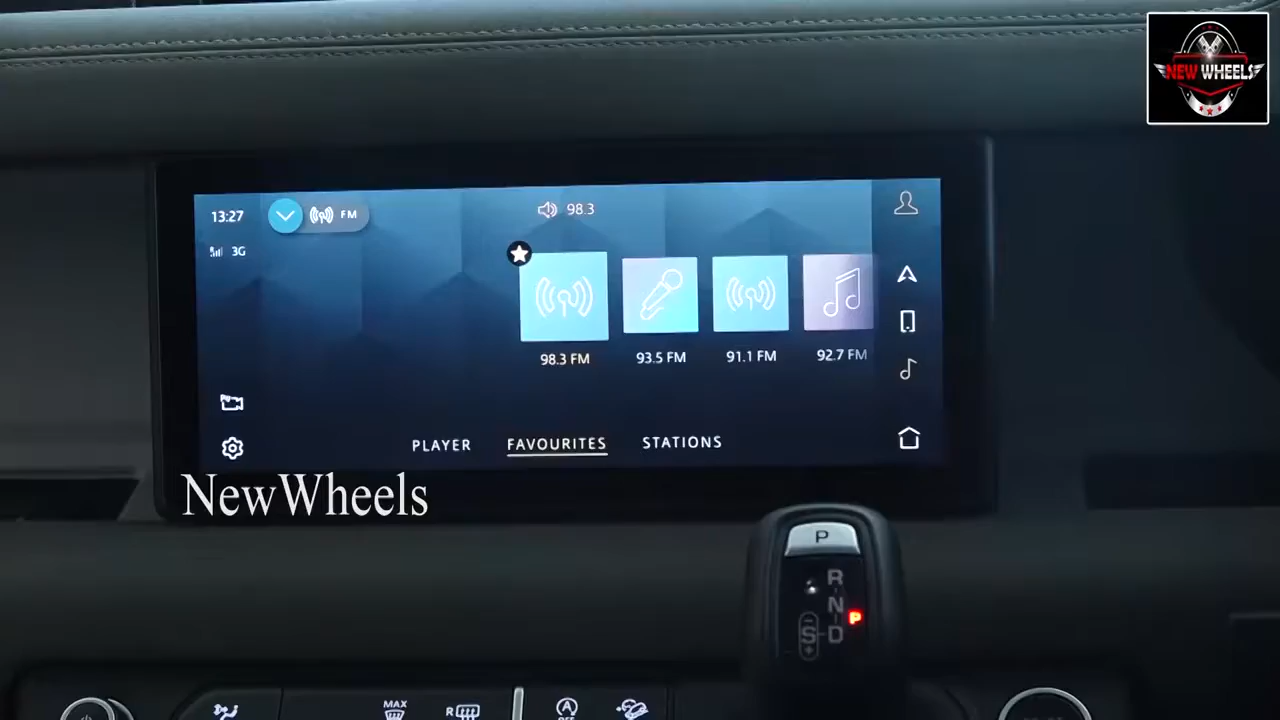 NEW WHEELS
13:27
FM
98.3
3G
98.3 FM
93.5 FM
91.1 FM
92.7 FM
PLAYER
FAVOURITES
STATIONS
NewWheels
P
R
N
P
S
D
MAX
R
A
OFF